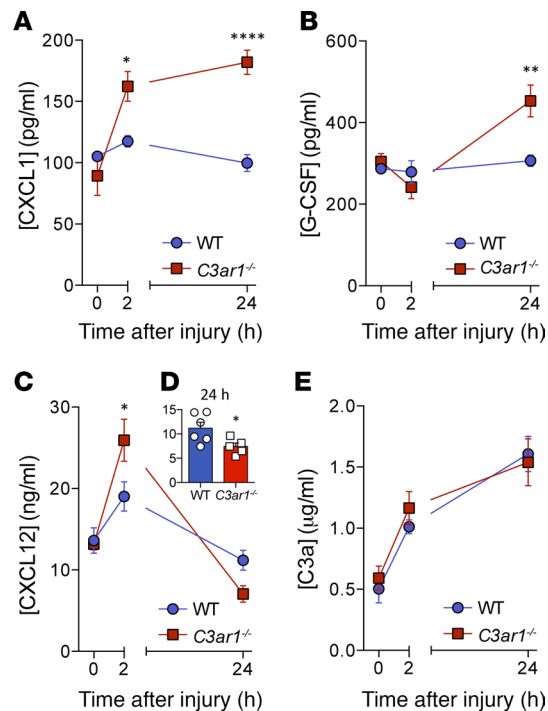 A
[CXCL1] (pg/ml)
200
150
100
50
0
*
****
WT
C3ar1-/-
0 2 24
Time after injury (h)
B
[G-CSF] (pg/ml)
600
400
200
0
**
WT
C3ar1-/-
0 2 24
Time after injury (h)
C
[CXCL12] (ng/ml)
30
20
10
0
*
WT
C3ar1-/-
0 2 24
Time after injury (h)
D
24 h
15
10
5
0
*
WT C3ar1-/-
E
[C3a] (µg/ml)
2.0
1.5
1.0
0.5
0.0
WT
C3ar1-/-
0 2 24
Time after injury (h)